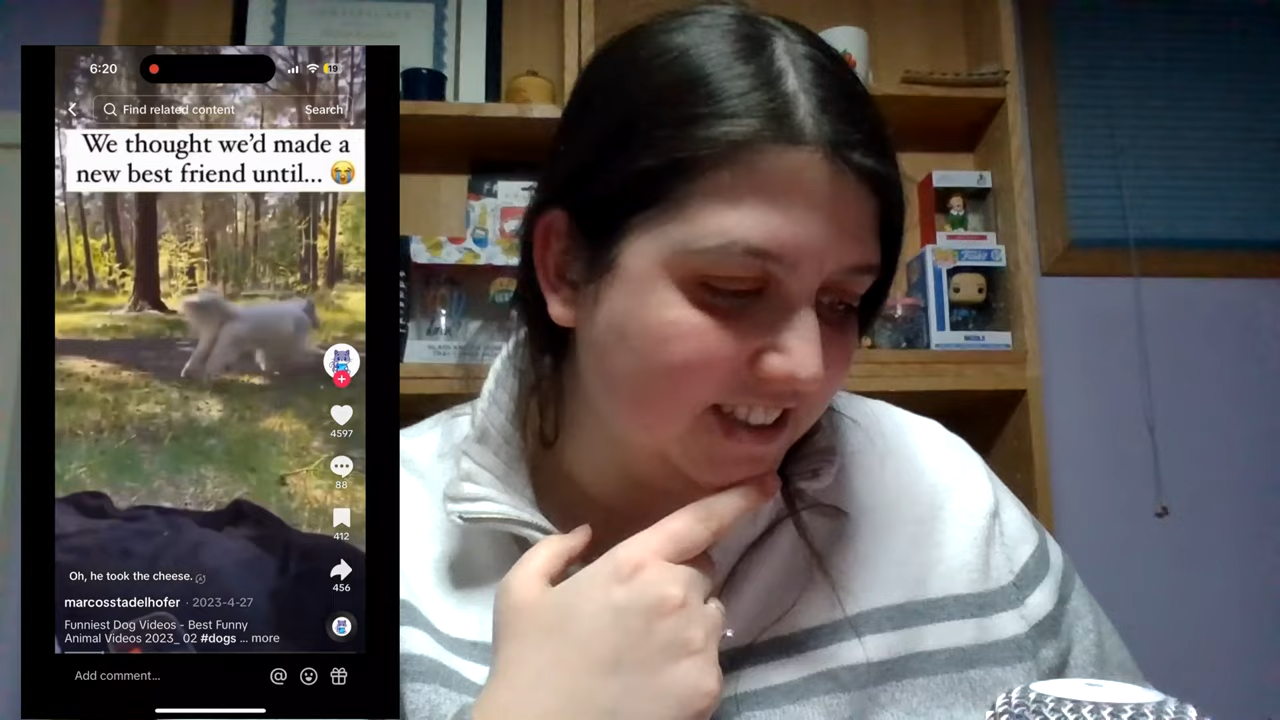 6:20
19
Find related content
Search
We thought we'd made a
new best friend until... 😭
4597
88
412
456
Oh, he took the cheese.
marcosstadelhofer · 2023-4-27
Funniest Dog Videos - Best Funny
Animal Videos 2023_ 02 #dogs ... more
Add comment...